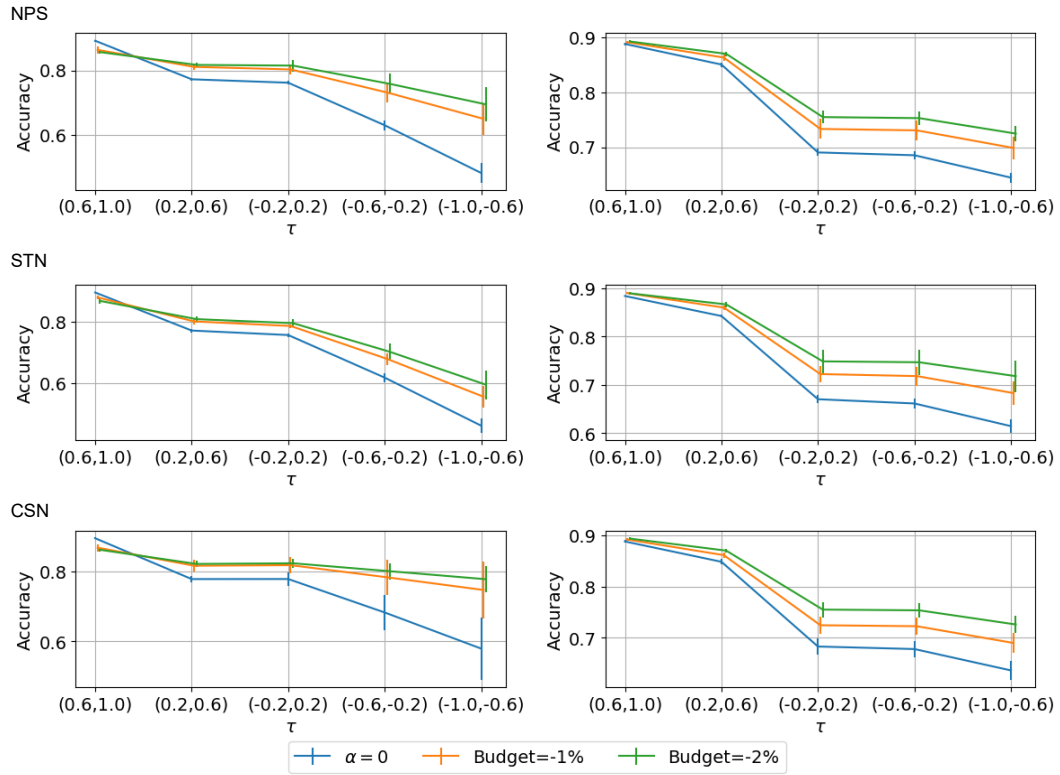 NPS
Accuracy
0.8
0.6
(0.6,1.0) (0.2,0.6) (-0.2,0.2) (-0.6,-0.2) (-1.0,-0.6)
τ
Accuracy
0.9
0.8
0.7
(0.6,1.0) (0.2,0.6) (-0.2,0.2) (-0.6,-0.2) (-1.0,-0.6)
τ
STN
Accuracy
0.8
0.6
(0.6,1.0) (0.2,0.6) (-0.2,0.2) (-0.6,-0.2) (-1.0,-0.6)
τ
Accuracy
0.9
0.8
0.7
0.6
(0.6,1.0) (0.2,0.6) (-0.2,0.2) (-0.6,-0.2) (-1.0,-0.6)
τ
CSN
Accuracy
0.8
0.6
(0.6,1.0) (0.2,0.6) (-0.2,0.2) (-0.6,-0.2) (-1.0,-0.6)
τ
Accuracy
0.9
0.8
0.7
(0.6,1.0) (0.2,0.6) (-0.2,0.2) (-0.6,-0.2) (-1.0,-0.6)
τ
α = 0 Budget=-1% Budget=-2%